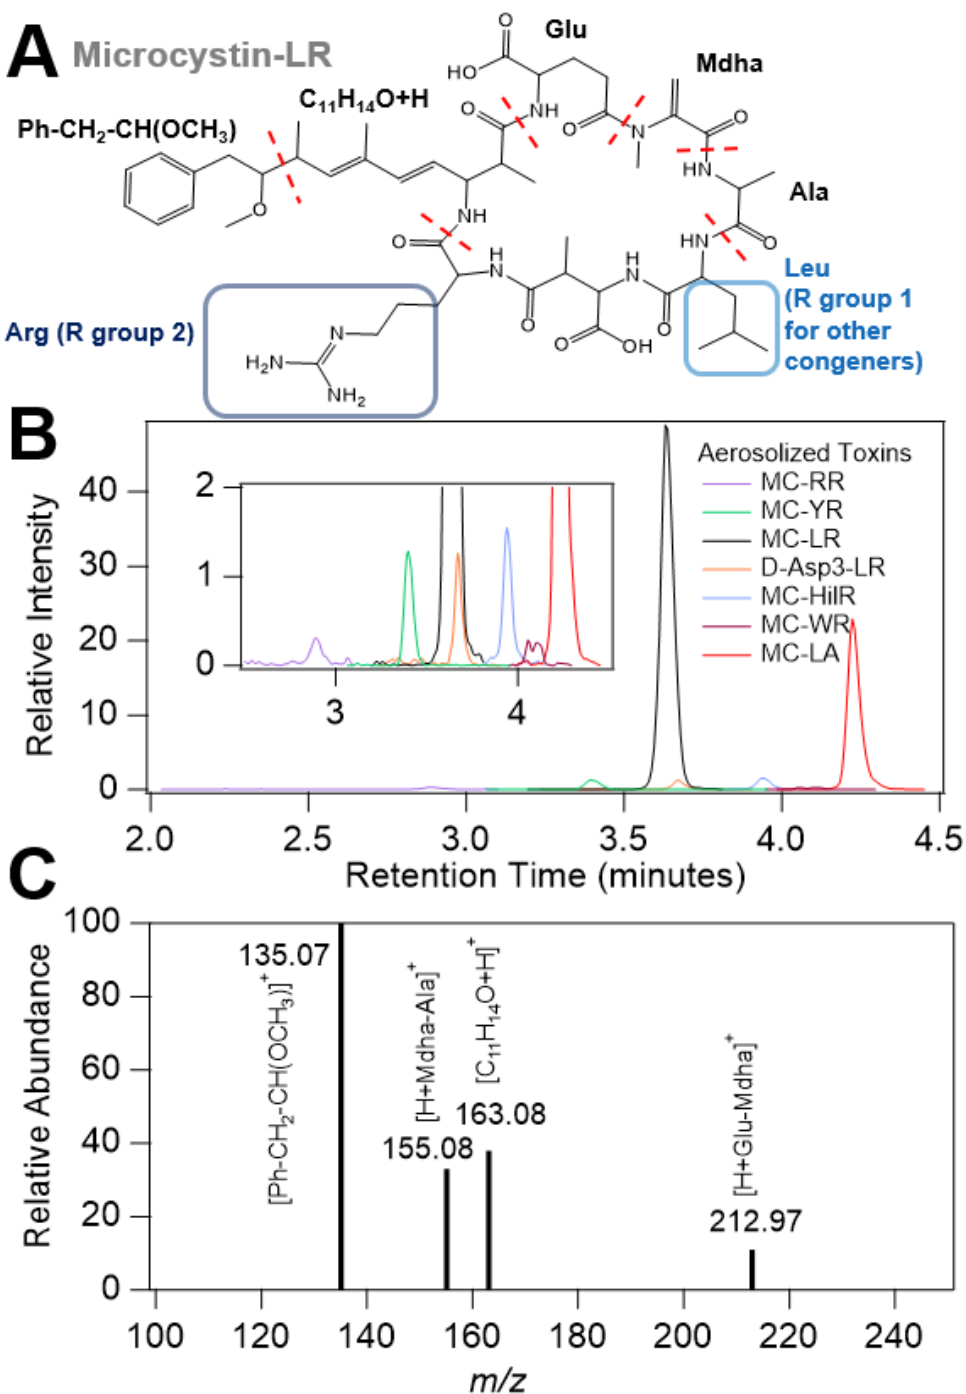 A Microcystin-LR
Glu
Mdha
C₁₁H₁₄O+H
Ph-CH₂-CH(OCH₃)
O
HO
NH
O
O
N
O
HN
Ala
O
NH
O
H
N
O
HN
O
H
N
O
O
OH
O
Leu
(R group 1
for other
congeners)
Arg (R group 2)
N
H₂N
NH₂
B
Relative Intensity
40
30
20
10
0
2
1
0
3
4
Aerosolized Toxins
MC-RR
MC-YR
MC-LR
D-Asp3-LR
MC-HilR
MC-WR
MC-LA
2.0 2.5 3.0 3.5 4.0 4.5
Retention Time (minutes)
C
Relative Abundance
100
80
60
40
20
0
135.07
[Ph-CH₂-CH(OCH₃)]⁺
[H+Mdha-Ala]⁺
155.08
[C₁₁H₁₄O+H]⁺
163.08
[H+Glu-Mdha]⁺
212.97
100 120 140 160 180 200 220 240
m/z